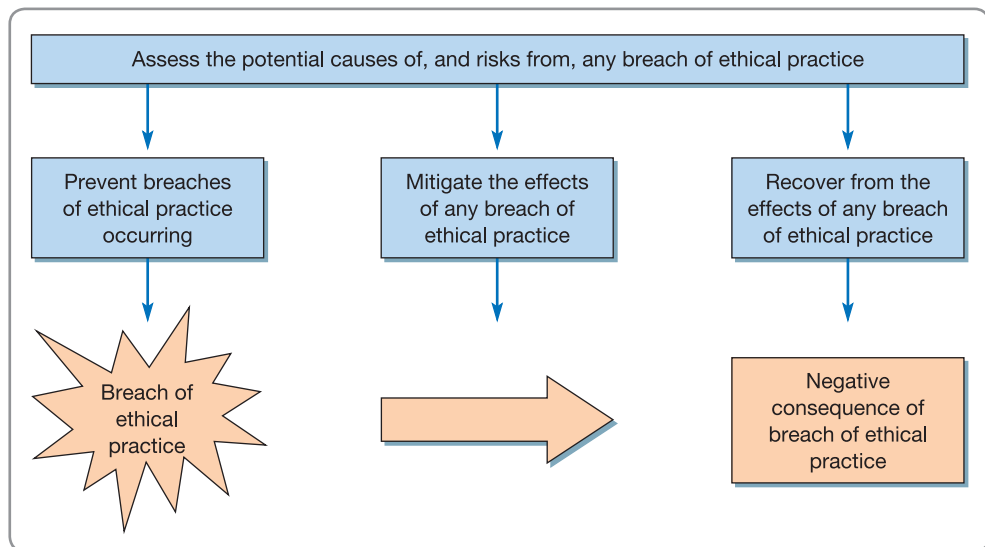 Assess the potential causes of, and risks from, any breach of ethical practice
Prevent breaches
of ethical practice
occurring
Mitigate the effects
of any breach of
ethical practice
Recover from the
effects of any breach
of ethical practice
Breach of
ethical
practice
Negative
consequence of
breach of ethical
practice